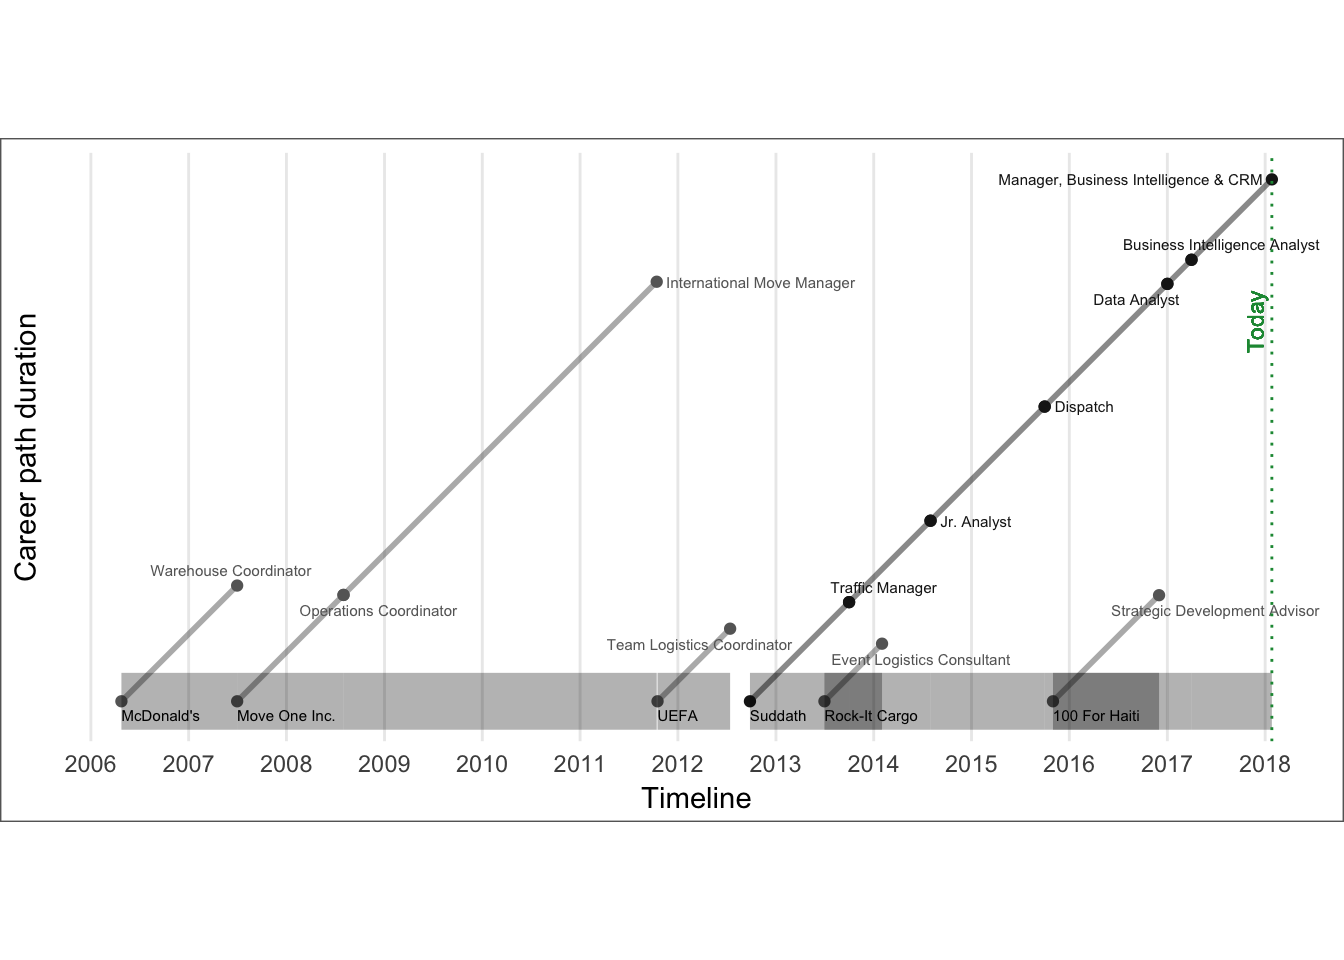 Manager, Business Intelligence & CRM
Business Intelligence Analyst
International Move Manager
Data Analyst
Today
Career path duration
Dispatch
Jr. Analyst
Warehouse Coordinator
Traffic Manager
Operations Coordinator
Strategic Development Advisor
Team Logistics Coordinator
Event Logistics Consultant
McDonald's
Move One Inc.
UEFA
Suddath
Rock-It Cargo
100 For Haiti
2006 2007 2008 2009 2010 2011 2012 2013 2014 2015 2016 2017 2018
Timeline